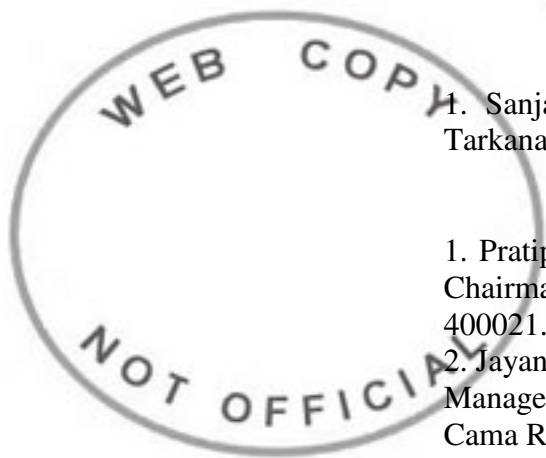 WEB COPY
1. Sanja
Tarkana
1. Pratip
Chairma
400021.
2. Jayan
Manage
Cama R
NOT OFFICIAL